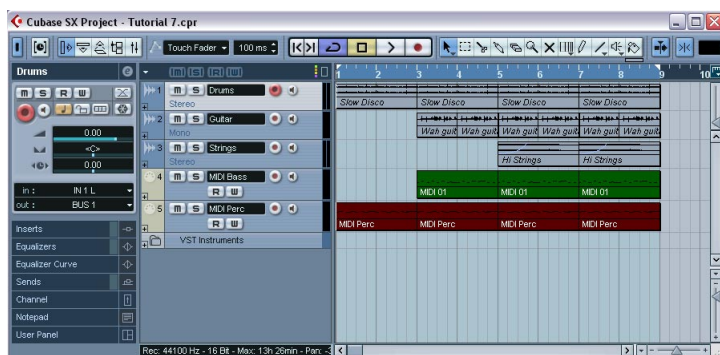 Cubase SX Project - Tutorial 7.cpr
Touch Fader
100 ms
Drums
m S R W
0.00
<C>
0.00
in : IN 1 L
out : BUS 1
Inserts
Equalizers
Equalizer Curve
Sends
Channel
Notepad
User Panel
m S R W
1 m S Drums
Stereo
2 m S Guitar
Mono
3 m S Strings
Stereo
4 m S MIDI Bass
R W
5 m S MIDI Perc
R W
VST Instruments
1 2 3 4 5 6 7 8 9 10
Slow Disco Slow Disco Slow Disco Slow Disco
Wah guit Wah guit Wah guit Wah guit Wah guit Wah guit
Hi Strings Hi Strings
MIDI 01 MIDI 01 MIDI 01
MIDI Perc MIDI Perc MIDI Perc MIDI Perc
Rec: 44100 Hz - 16 Bit - Max: 13h 26min - Pan: -3